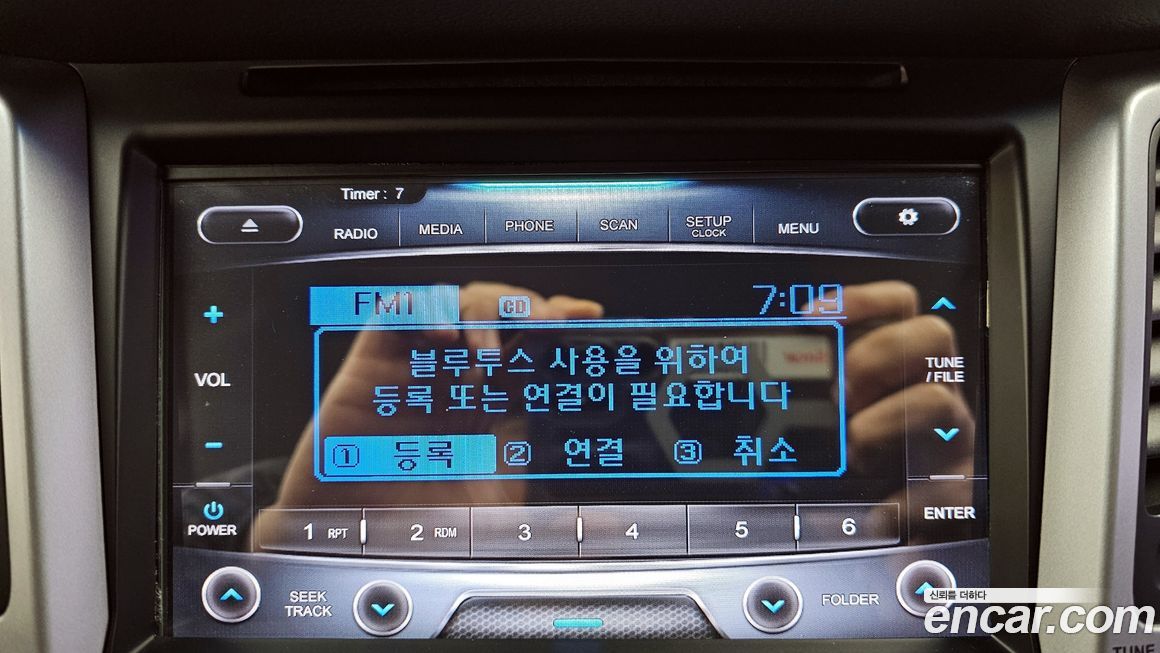 Timer : 7
RADIO
MEDIA
PHONE
SCAN
SETUP
CLOCK
MENU
FM1
CD
7:09
VOL
블루투스 사용을 위하여
등록 또는 연결이 필요합니다
① 등록 ② 연결 ③ 취소
TUNE
/ FILE
POWER
ENTER
1 RPT
2 RDM
3
4
5
6
SEEK
TRACK
FOLDER
신뢰를 더하다
encar.com
TUNE